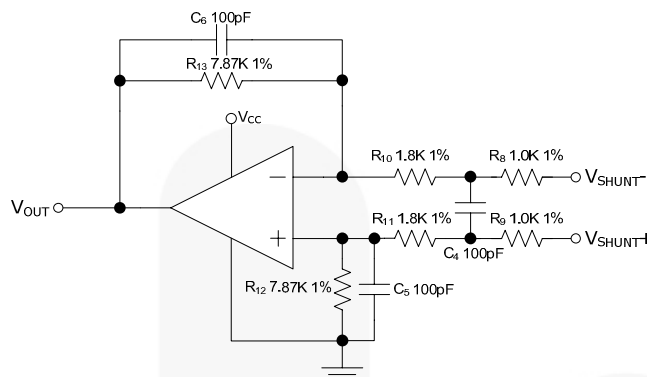 C6 100pF
R13 7.87K 1%
VCC
R10 1.8K 1%
R8 1.0K 1%
VSHUNT-
VOUT
−
+
R11 1.8K 1%
R9 1.0K 1%
VSHUNT+
C4 100pF
R12 7.87K 1%
C5 100pF